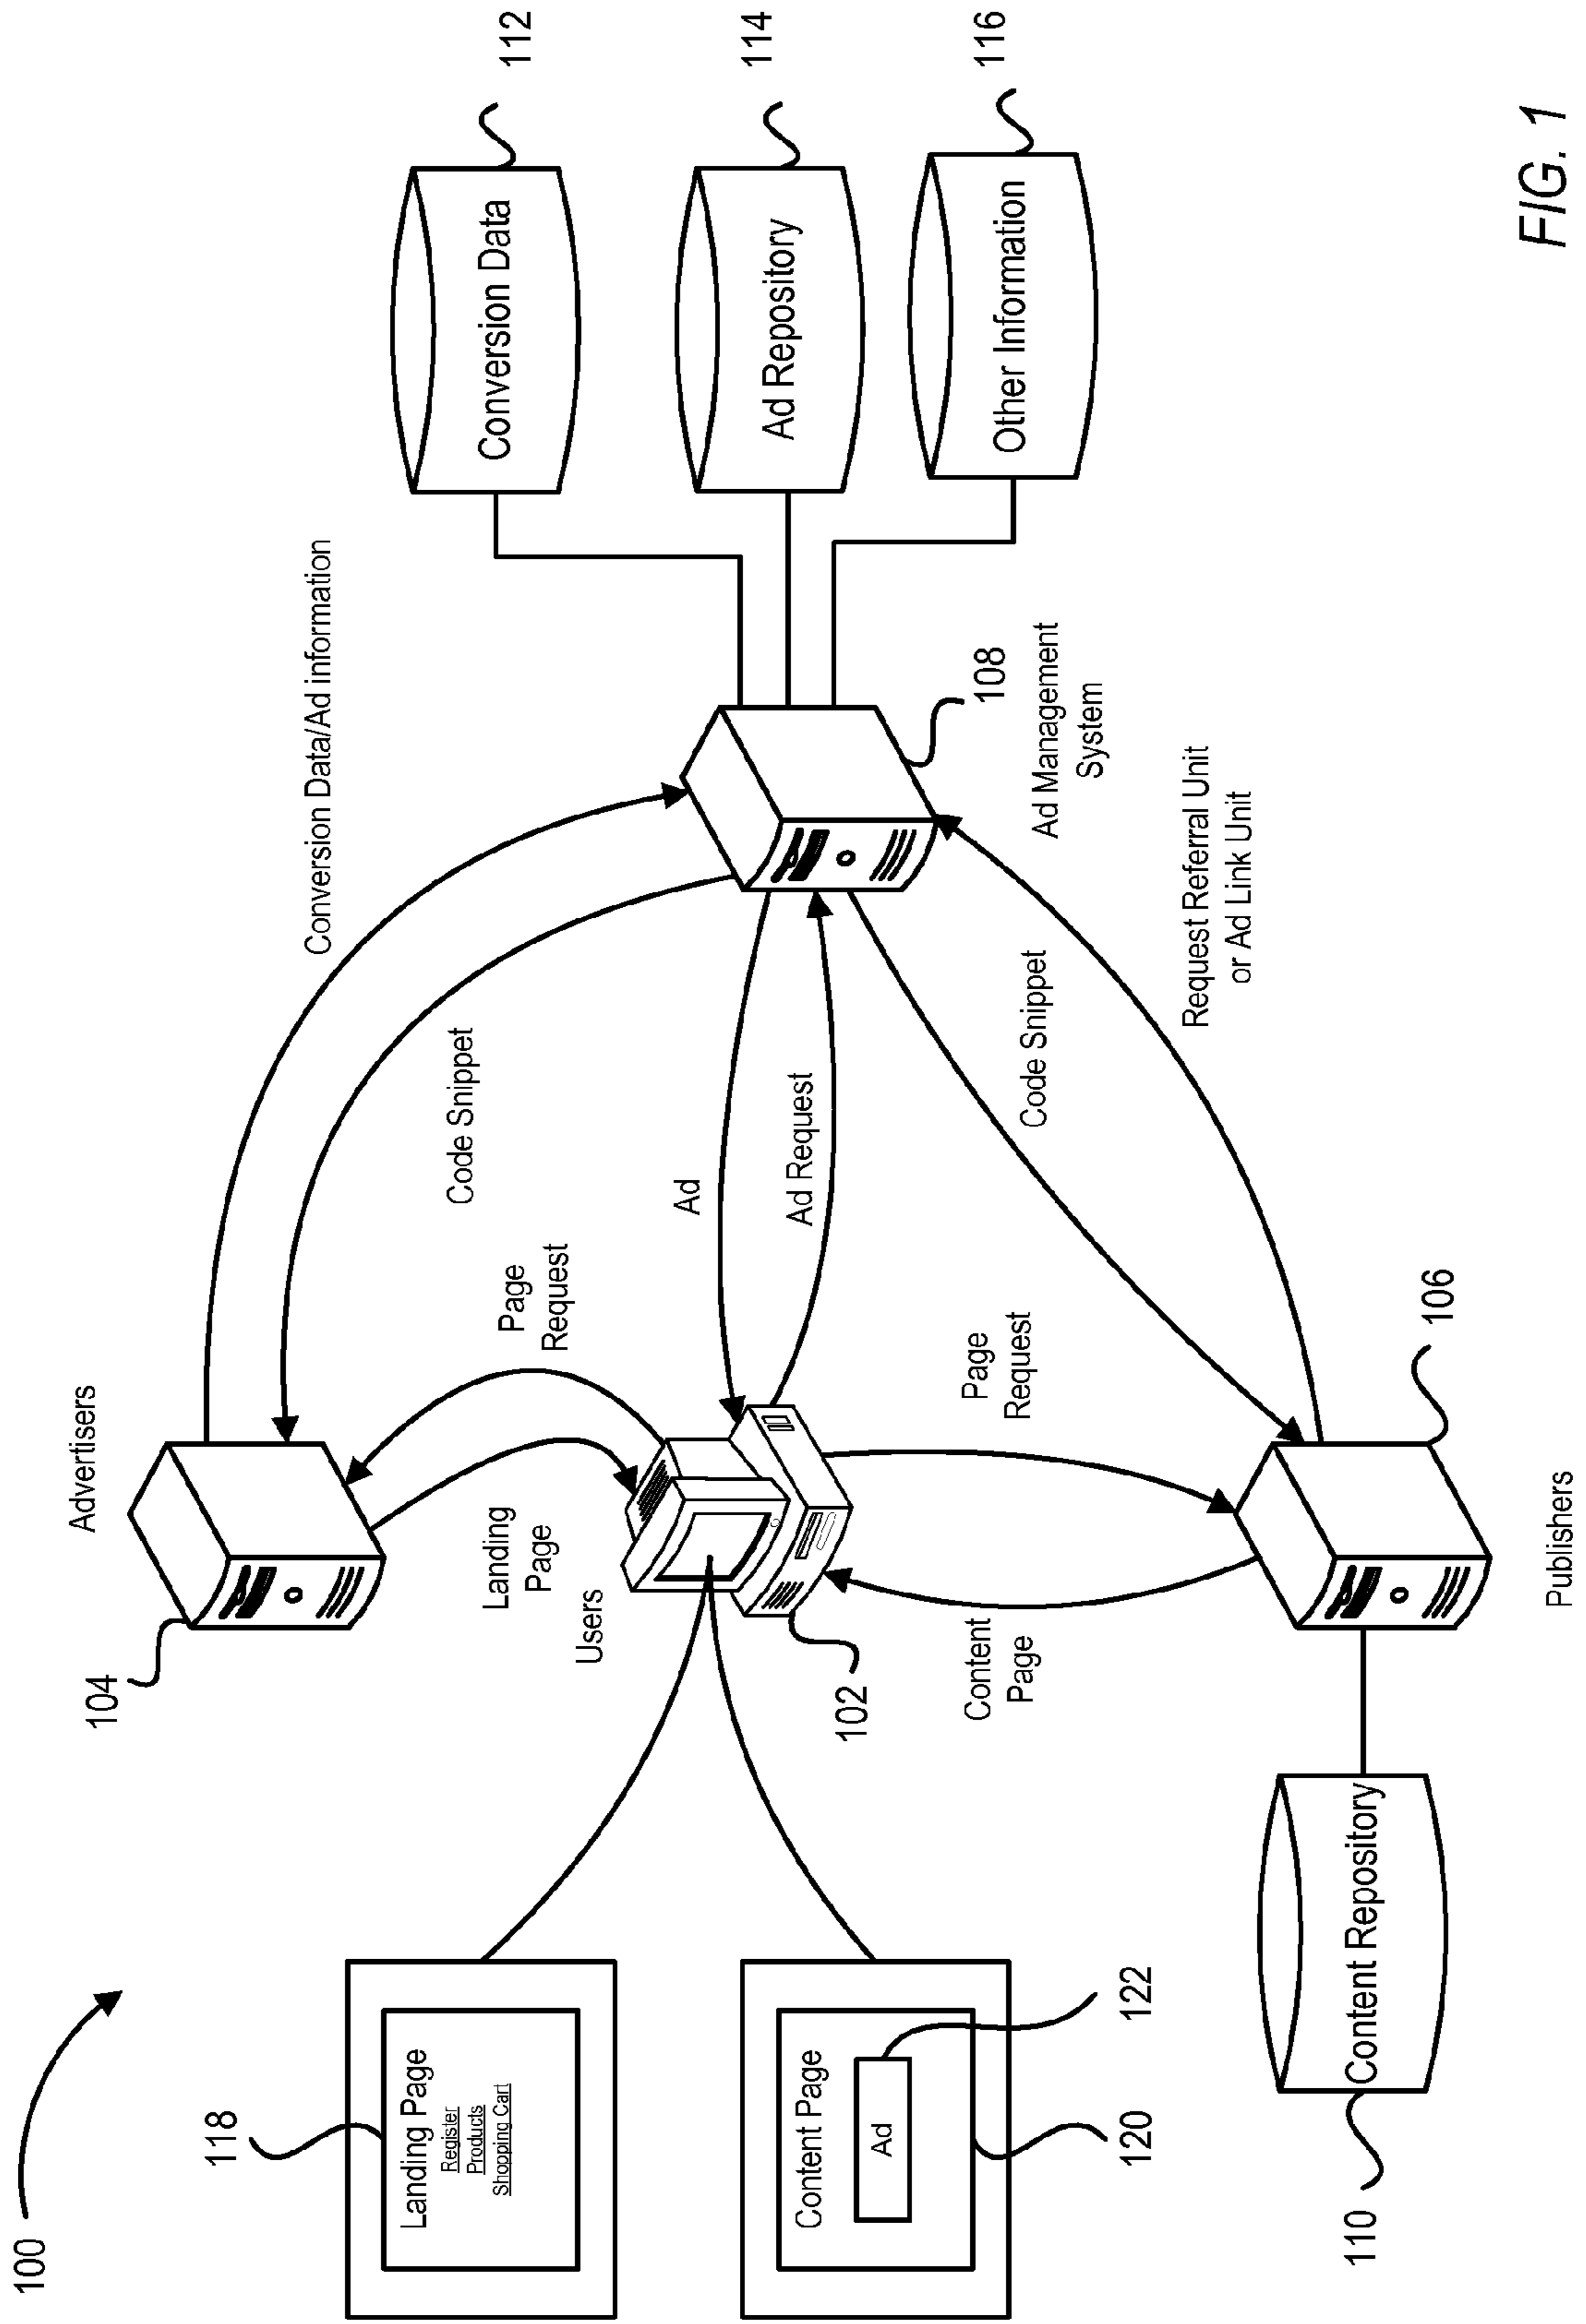 100
118
Landing Page
Register
Products
Shopping Cart
Content Page
Ad
122
120
110
Content Repository
104
Advertisers
Landing
Page
Page
Request
Users
102
Content
Page
Page
Request
106
Publishers
Conversion Data/Ad information
Code Snippet
Ad
Ad Request
Code Snippet
Request Referral Unit
or Ad Link Unit
108
Ad Management
System
Conversion Data
112
Ad Repository
114
Other Information
116
FIG. 1